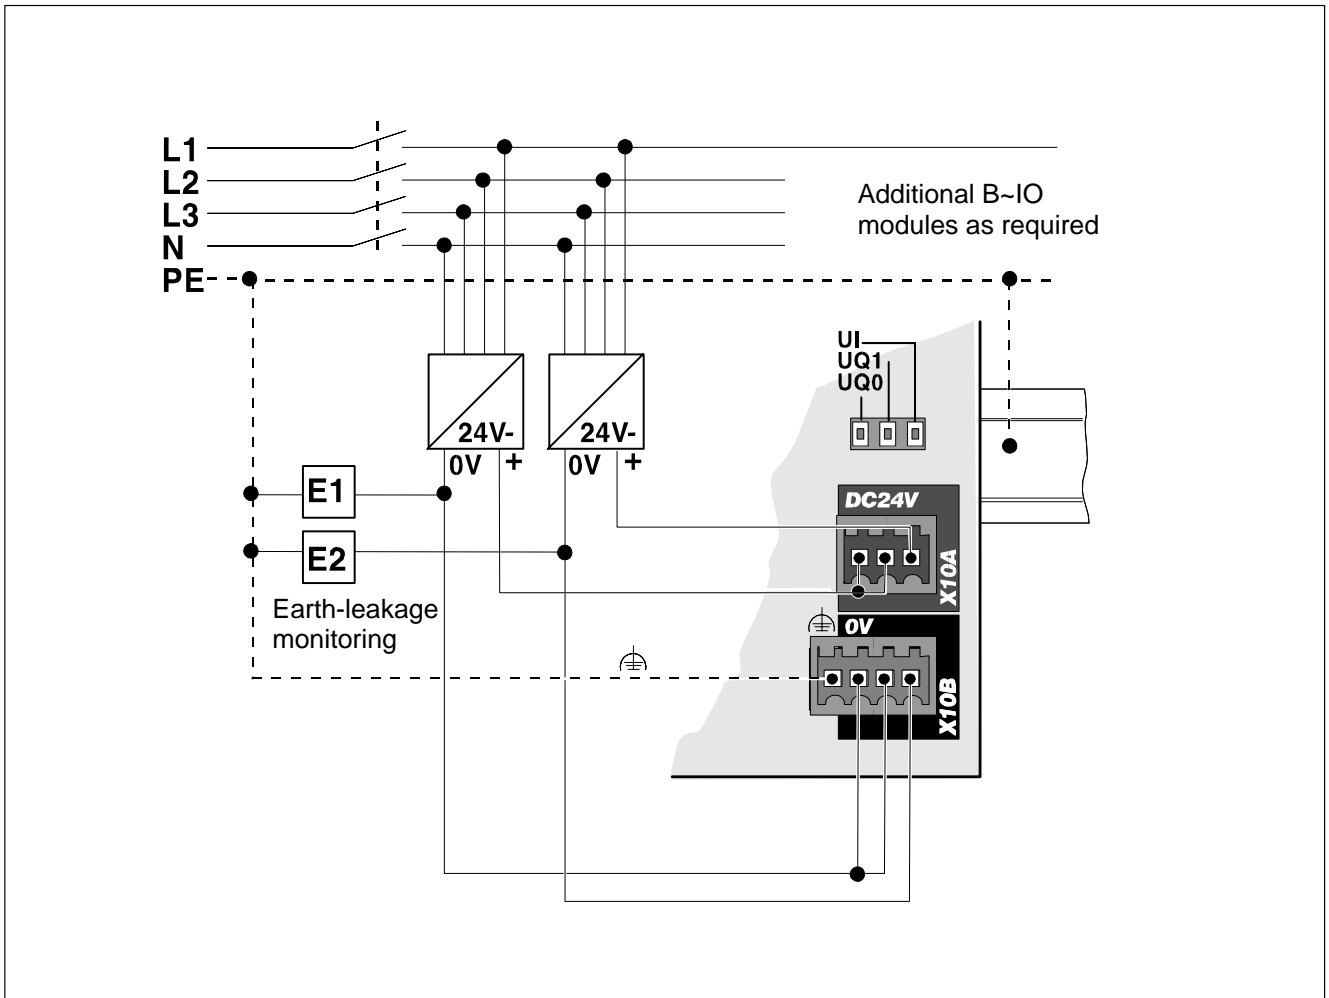 L1
L2
L3
N
PE
Additional B~IO
modules as required
UI
UQ1
UQ0
24V-
0V
+
24V-
0V
+
E1
E2
Earth-leakage
monitoring
DC24V
X10A
0V
X10B